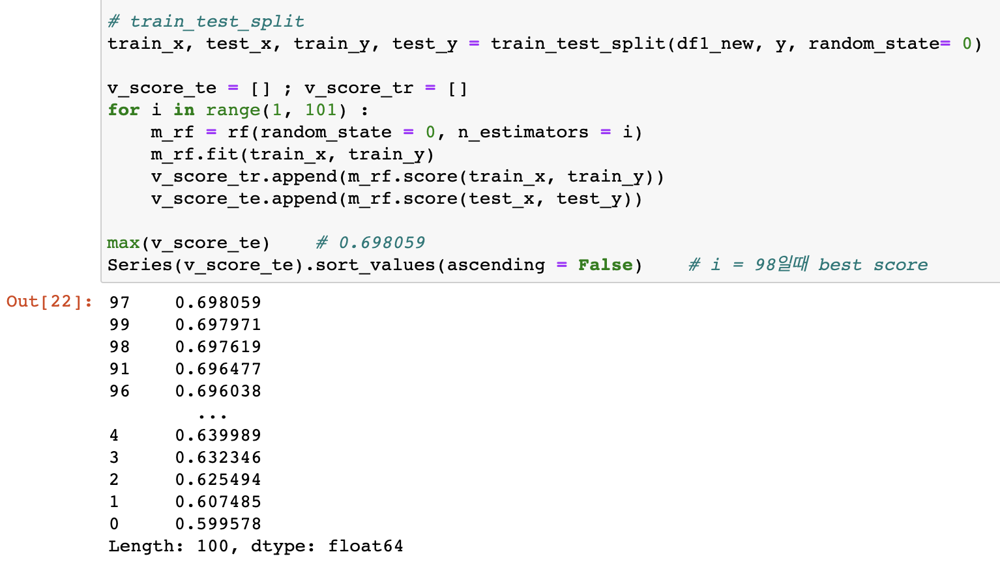 # train_test_split
train_x, test_x, train_y, test_y = train_test_split(df1_new, y, random_state= 0)
v_score_te = [] ; v_score_tr = []
for i in range(1, 101) :
    m_rf = rf(random_state = 0, n_estimators = i)
    m_rf.fit(train_x, train_y)
    v_score_tr.append(m_rf.score(train_x, train_y))
    v_score_te.append(m_rf.score(test_x, test_y))
max(v_score_te)    # 0.698059
Series(v_score_te).sort_values(ascending = False)    # i = 98일때 best score
Out[22]: 97    0.698059
99    0.697971
98    0.697619
91    0.696477
96    0.696038
...
4     0.639989
3     0.632346
2     0.625494
1     0.607485
0     0.599578
Length: 100, dtype: float64